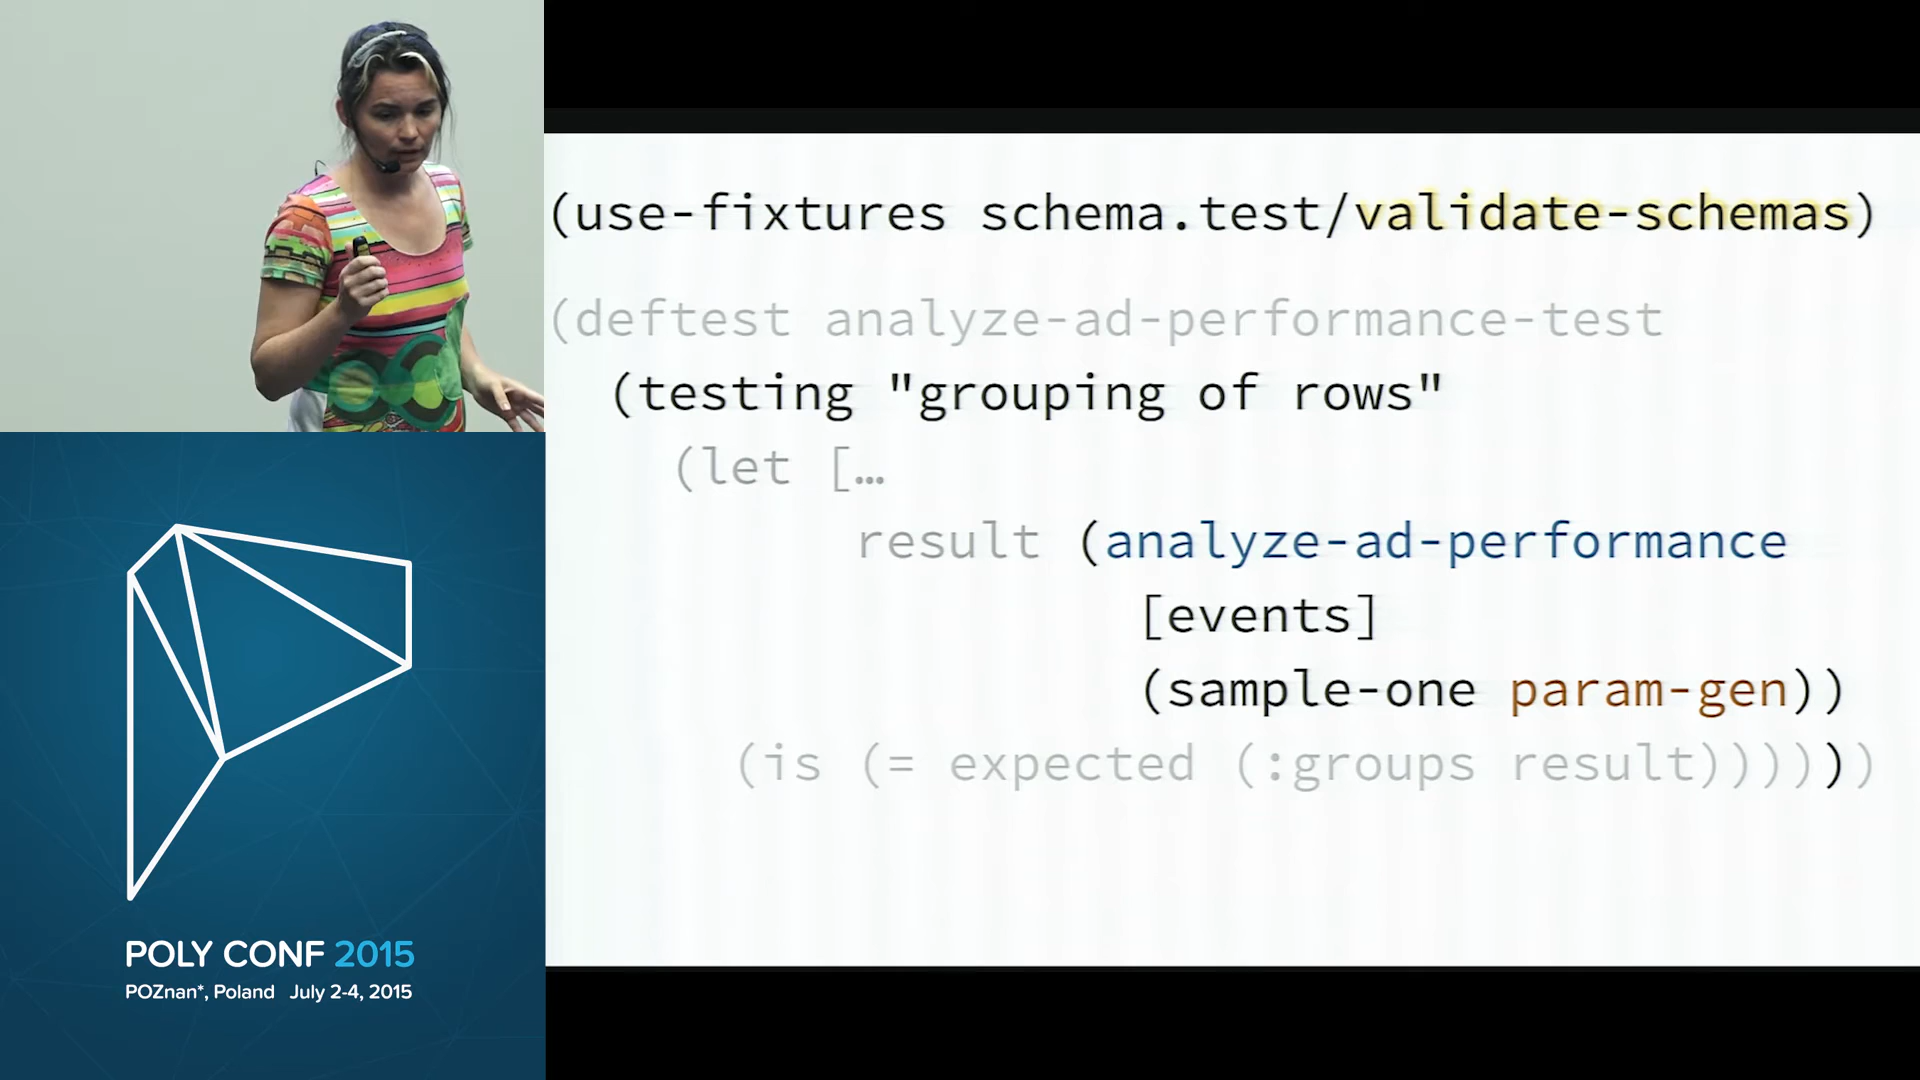 (use-fixtures schema.test/validate-schemas)
(deftest analyze-ad-performance-test
(testing "grouping of rows"
(let […
result (analyze-ad-performance
[events]
(sample-one param-gen))
(is (= expected (:groups result))))))
POLY CONF 2015
POZnan*, Poland July 2-4, 2015